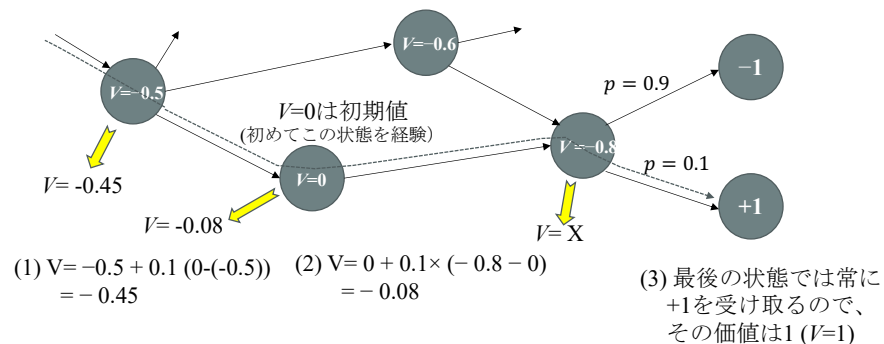 V=−0.6
−1
p = 0.9
V=−0.5
V=0は初期値
(初めてこの状態を経験)
V=−0.8
p = 0.1
V=0
V= -0.45
+1
V= -0.08
V= X
(1) V= −0.5 + 0.1 (0-(-0.5))
= − 0.45
(2) V= 0 + 0.1× (− 0.8 − 0)
= − 0.08
(3) 最後の状態では常に
+1を受け取るので、
その価値は1 (V=1)